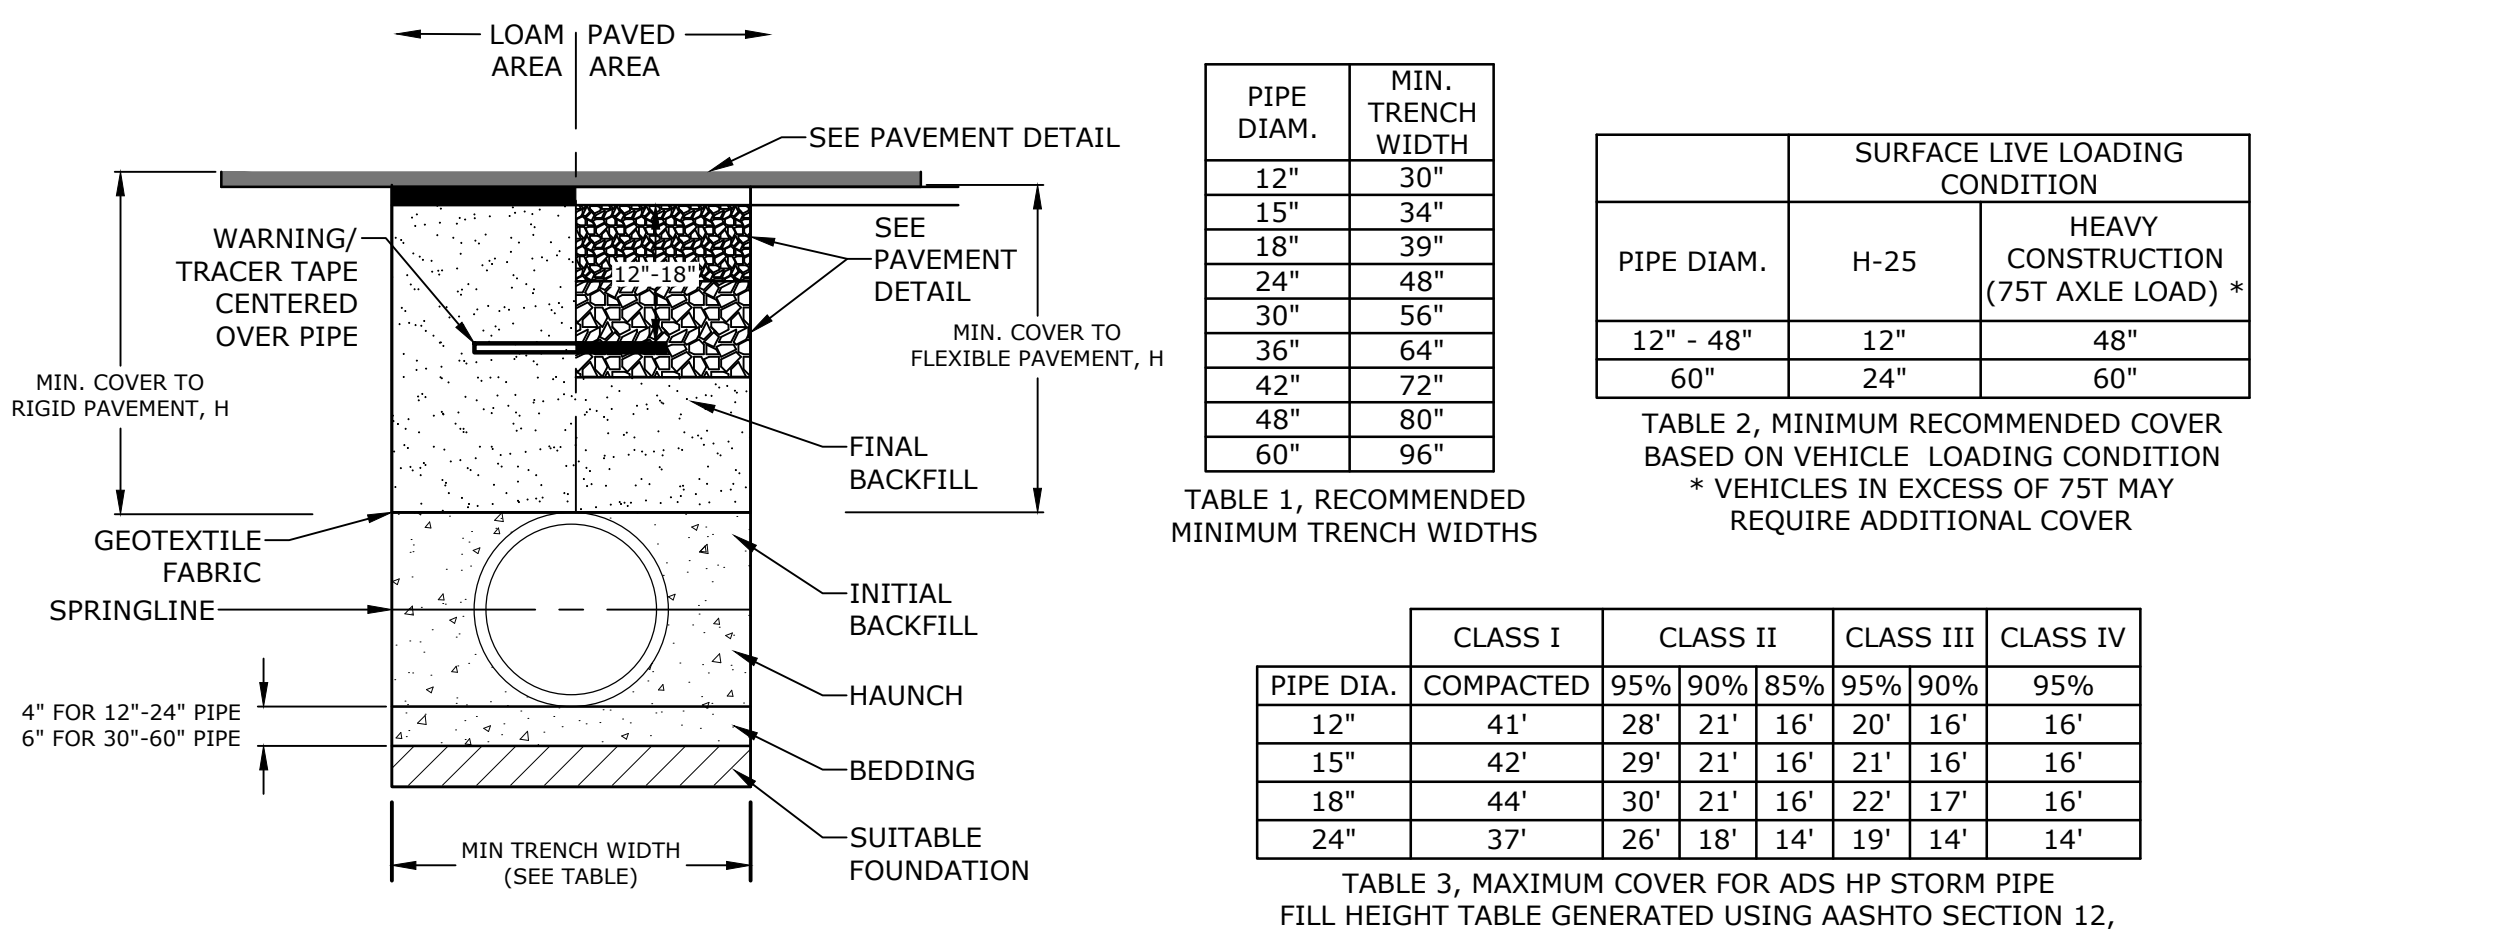 LOAM PAVED
AREA AREA
SEE PAVEMENT DETAIL
WARNING/
TRACER TAPE
CENTERED
OVER PIPE
12"-18"
SEE
PAVEMENT
DETAIL
MIN. COVER TO
RIGID PAVEMENT, H
MIN. COVER TO
FLEXIBLE PAVEMENT, H
FINAL
BACKFILL
GEOTEXTILE
FABRIC
SPRINGLINE
INITIAL
BACKFILL
HAUNCH
4" FOR 12"-24" PIPE
6" FOR 30"-60" PIPE
BEDDING
SUITABLE
FOUNDATION
MIN TRENCH WIDTH
(SEE TABLE)
PIPE
DIAM.
MIN.
TRENCH
WIDTH
12" 30"
15" 34"
18" 39"
24" 48"
30" 56"
36" 64"
42" 72"
48" 80"
60" 96"
TABLE 1, RECOMMENDED
MINIMUM TRENCH WIDTHS
SURFACE LIVE LOADING
CONDITION
PIPE DIAM. H-25
HEAVY
CONSTRUCTION
(75T AXLE LOAD) *
12" - 48" 12" 48"
60" 24" 60"
TABLE 2, MINIMUM RECOMMENDED COVER
BASED ON VEHICLE LOADING CONDITION
* VEHICLES IN EXCESS OF 75T MAY
REQUIRE ADDITIONAL COVER
CLASS I CLASS II CLASS III CLASS IV
PIPE DIA. COMPACTED 95% 90% 85% 95% 90% 95%
12" 41' 28' 21' 16' 20' 16' 16'
15" 42' 29' 21' 16' 21' 16' 16'
18" 44' 30' 21' 16' 22' 17' 16'
24" 37' 26' 18' 14' 19' 14' 14'
TABLE 3, MAXIMUM COVER FOR ADS HP STORM PIPE
FILL HEIGHT TABLE GENERATED USING AASHTO SECTION 12,